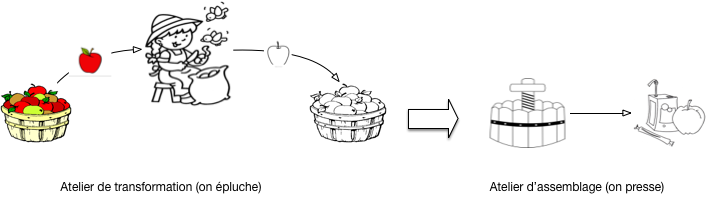 Atelier de transformation (on épluche)
Atelier d'assemblage (on presse)